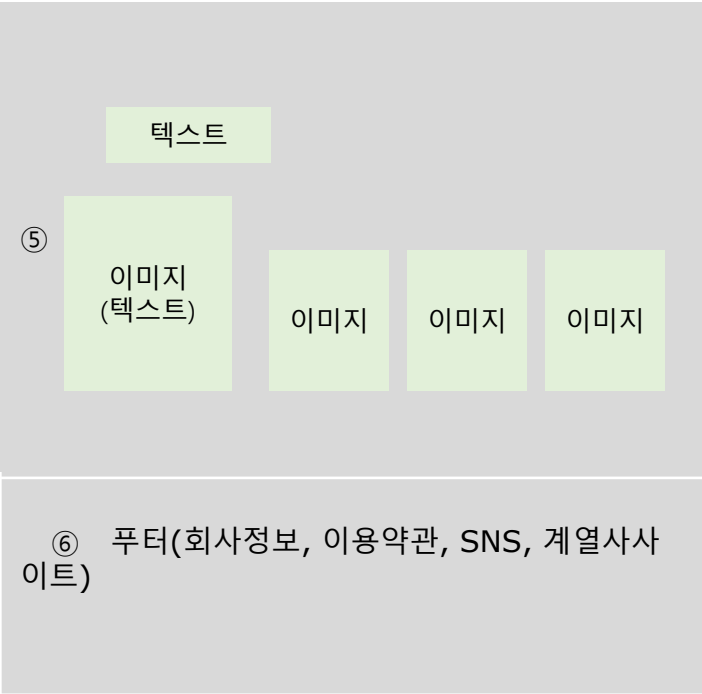 텍스트
⑤
이미지
(텍스트)
이미지
이미지
이미지
⑥ 푸터(회사정보, 이용약관, SNS, 계열사사
이트)